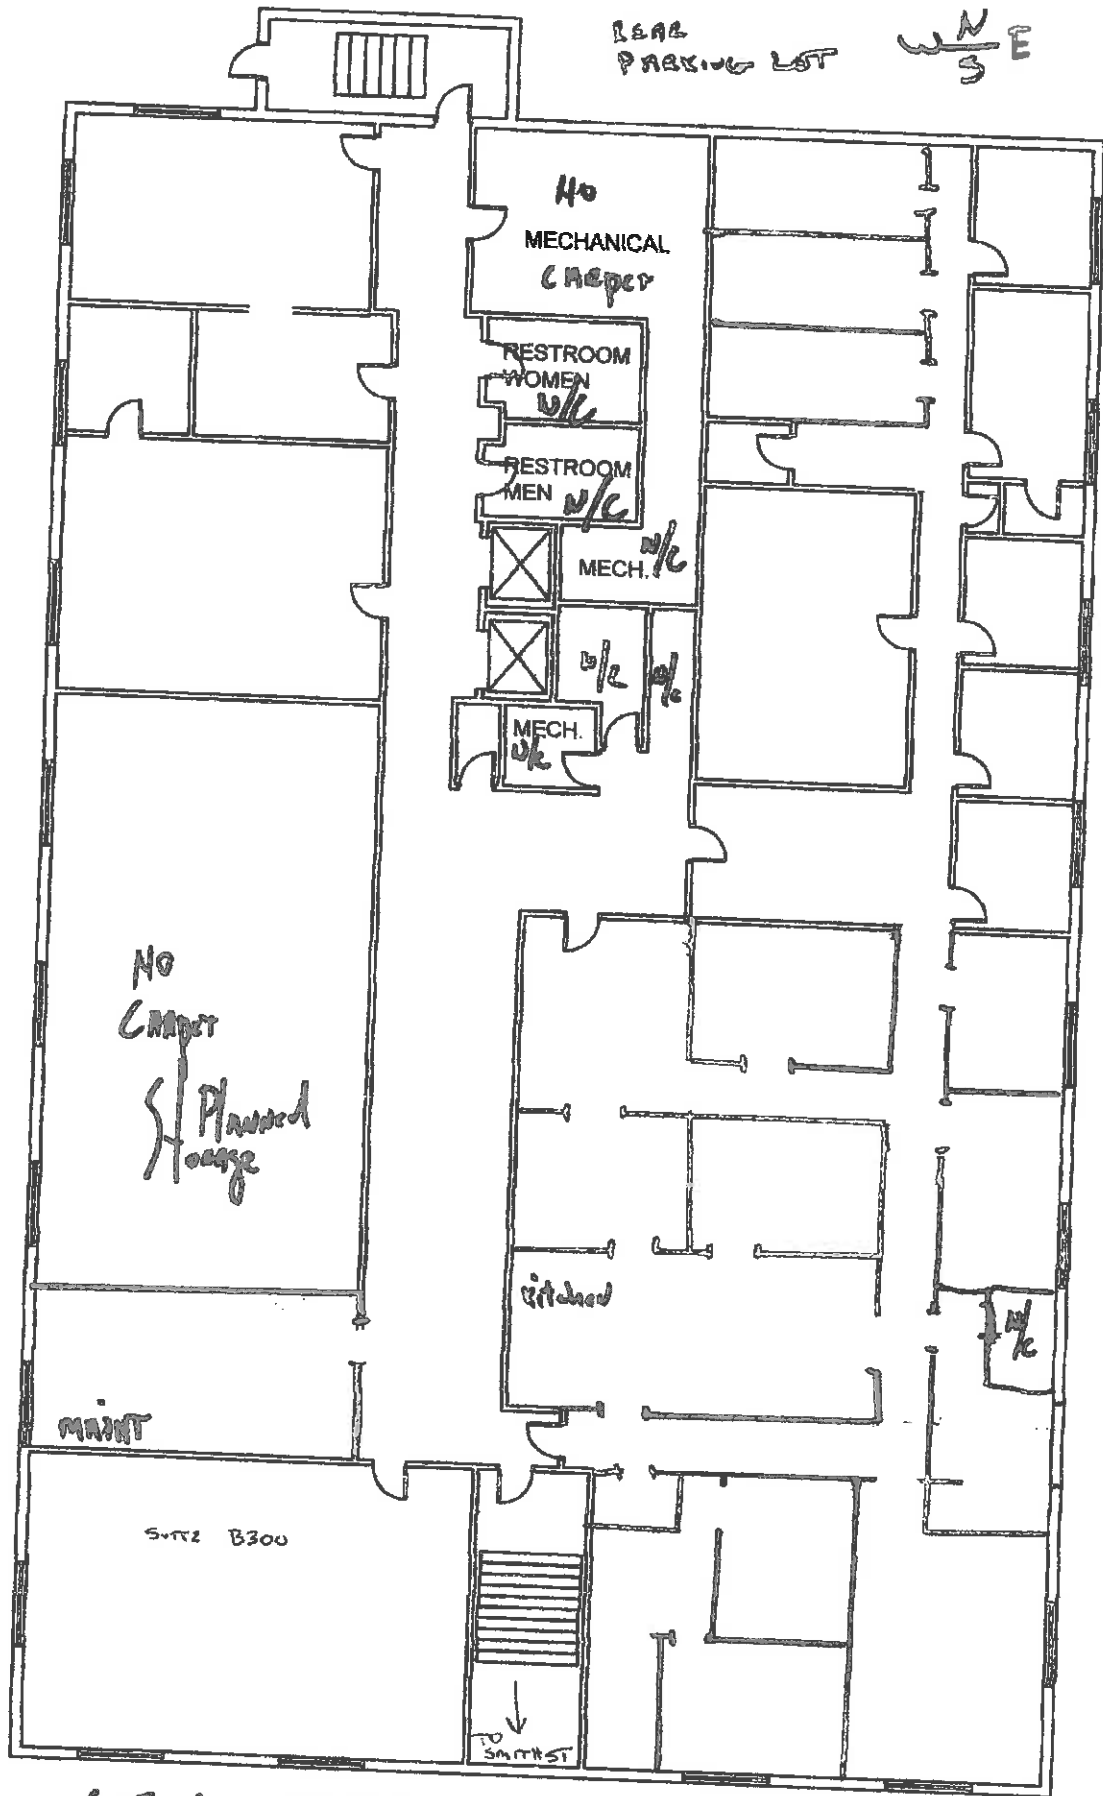 REAR
PARKING LOT
N
W E
S
NO
MECHANICAL
CARPET
RESTROOM
WOMEN
N/C
RESTROOM
MEN N/C
N/C
MECH.
N/C
N/C
MECH.
N/C
NO
CARPET
Planned
Storage
Kitchen
N/C
MAINT
SUITE B300
TO
SMITH ST